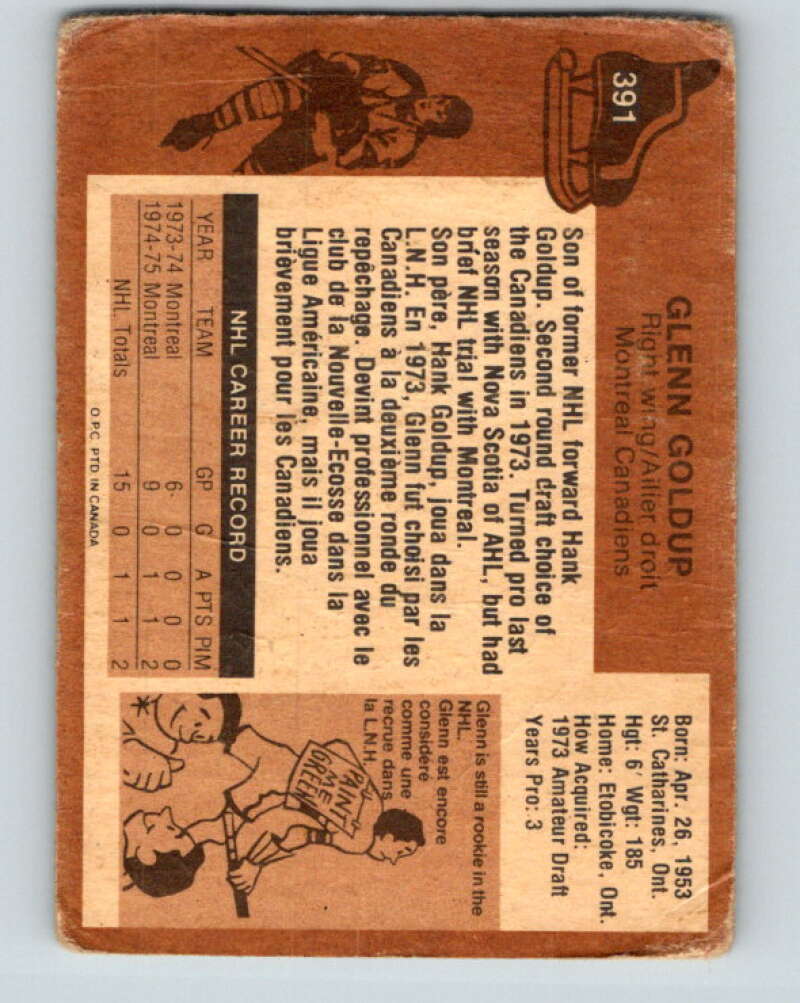 391
GLENN GOLDUP
Right wing/Ailier droit
Montreal Canadiens
Born: Apr. 26, 1953
St. Catharines, Ont.
Hgt: 6' Wgt: 185
Home: Etobicoke, Ont.
How Acquired:
1973 Amateur Draft
Years Pro: 3
Son of former NHL forward Hank
Goldup. Second round draft choice of
the Canadiens in 1973. Turned pro last
season with Nova Scotia of AHL, but had
brief NHL trial with Montreal.
Son père, Hank Goldup, joua dans la
L.N.H. En 1973, Glenn fut choisi par les
Canadiens à la deuxième ronde du
repêchage. Devint professionnel avec le
club de la Nouvelle-Ecosse dans la
Ligue Américaine, mais il joua
brièvement pour les Canadiens.
NHL CAREER RECORD
YEAR TEAM GP G A PTS PIM
1973-74 Montreal 6 0 0 0 0
1974-75 Montreal 9 0 1 1 2
NHL Totals 15 0 1 1 2
O.P.C. PTD. IN CANADA
Glenn is still a rookie in the
NHL.
Glenn est encore
considéré
comme une
recrue dans
la L.N.H.
PAINT
ME
GREEN
*